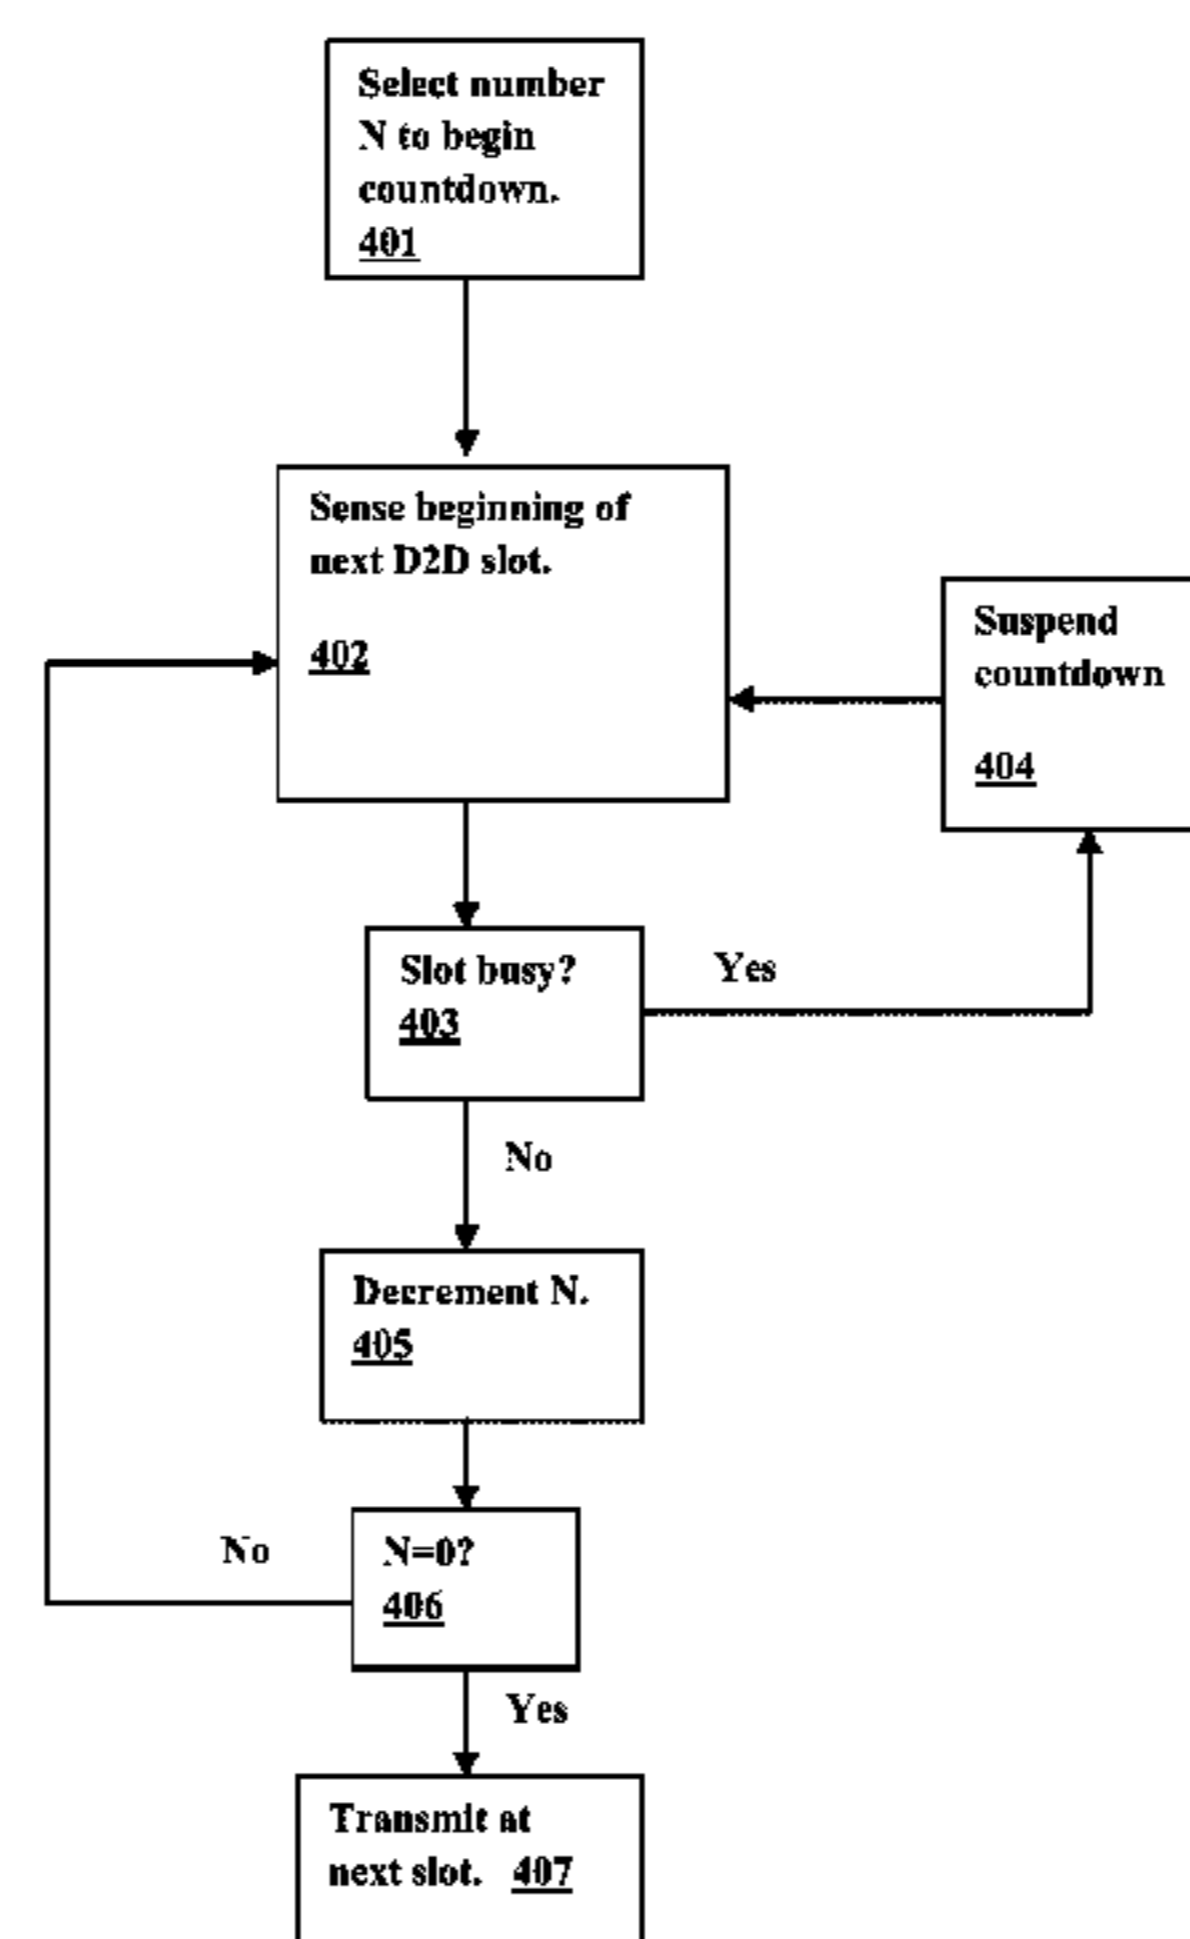 Select number
N to begin
countdown.
401
Sense beginning of
next D2D slot.
402
Suspend
countdown
404
Slot busy?
403
Yes
No
Decrement N.
405
No
N=0?
406
Yes
Transmit at
next slot. 407